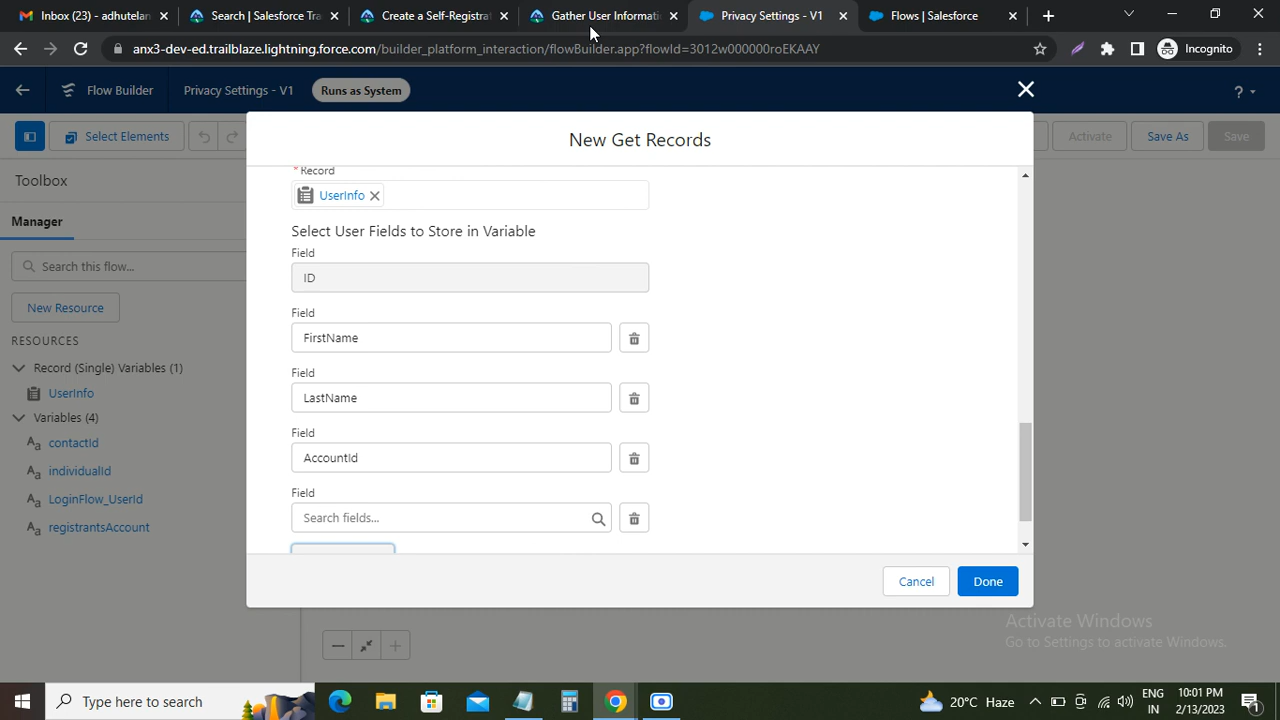 Inbox (23) - adhutelan
Search | Salesforce Tra
Create a Self-Registrat
Gather User Informati
Privacy Settings - V1
Flows | Salesforce
anx3-dev-ed.trailblaze.lightning.force.com/builder_platform_interaction/flowBuilder.app?flowId=3012w000000roEKAAY
Incognito
Flow Builder
Privacy Settings - V1
Runs as System
?
Select Elements
Activate
Save As
Save
New Get Records
Toolbox
Manager
Search this flow...
New Resource
RESOURCES
Record (Single) Variables (1)
UserInfo
Variables (4)
contactId
individualId
LoginFlow_UserId
registrantsAccount
* Record
UserInfo
Select User Fields to Store in Variable
Field
ID
Field
FirstName
Field
LastName
Field
AccountId
Field
Search fields...
Cancel
Done
Activate Windows
Go to Settings to activate Windows.
Type here to search
20°C Haze
ENG
IN
10:01 PM
2/13/2023
1